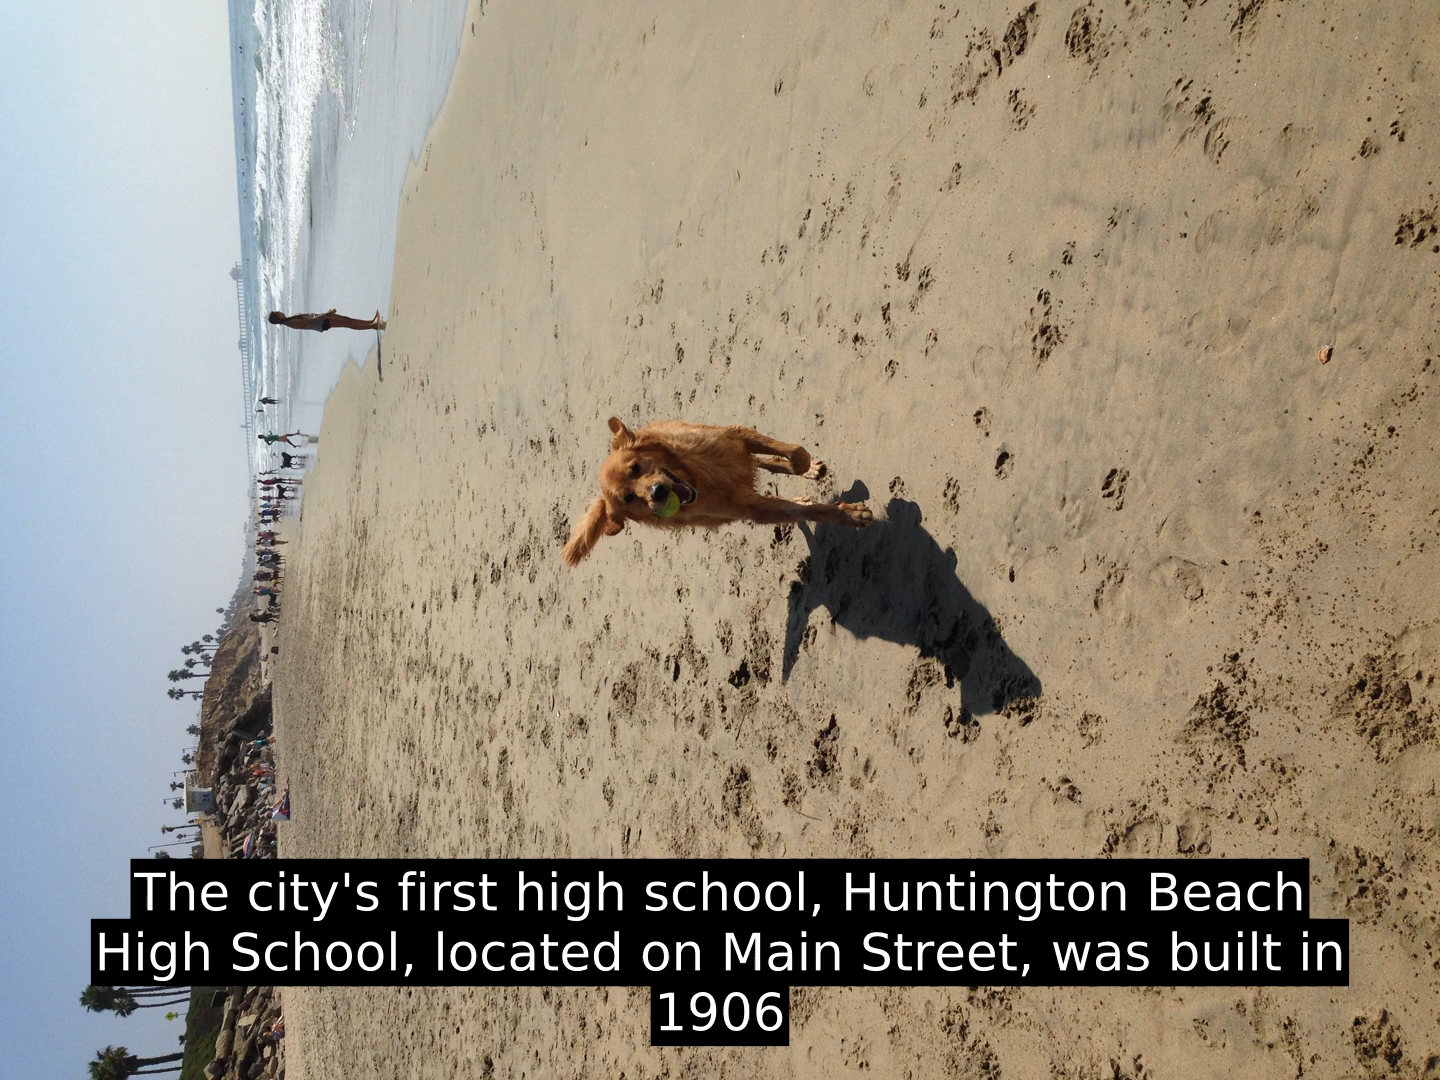 The city's first high school, Huntington Beach
High School, located on Main Street, was built in
1906